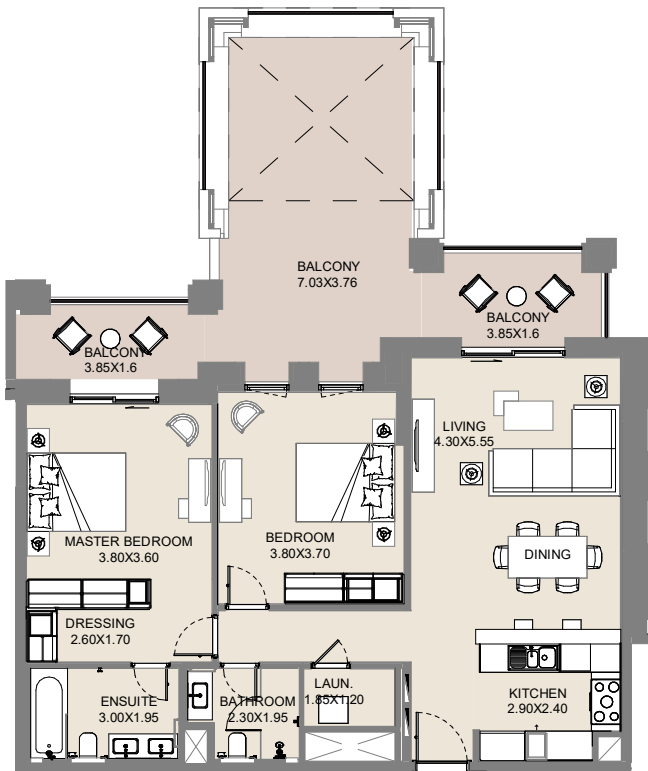 BALCONY
7.03X3.76
BALCONY
3.85X1.6
BALCONY
3.85X1.6
LIVING
4.30X5.55
MASTER BEDROOM
3.80X3.60
BEDROOM
3.80X3.70
DINING
DRESSING
2.60X1.70
ENSUITE
3.00X1.95
BATHROOM
2.30X1.95
LAUN.
1.85X1.20
KITCHEN
2.90X2.40